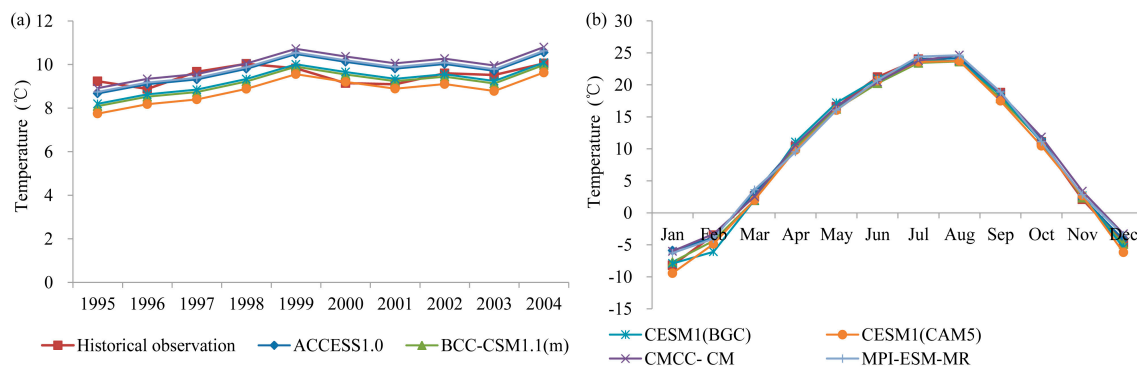 (a)
Temperature (℃)
12
10
8
6
4
2
0
1995 1996 1997 1998 1999 2000 2001 2002 2003 2004
Historical observation ACCESS1.0 BCC-CSM1.1(m)
(b)
Temperature (℃)
30
25
20
15
10
5
0
-5
-10
-15
Jan Feb Mar Apr May Jun Jul Aug Sep Oct Nov Dec
CESM1(BGC) CESM1(CAM5)
CMCC- CM MPI-ESM-MR